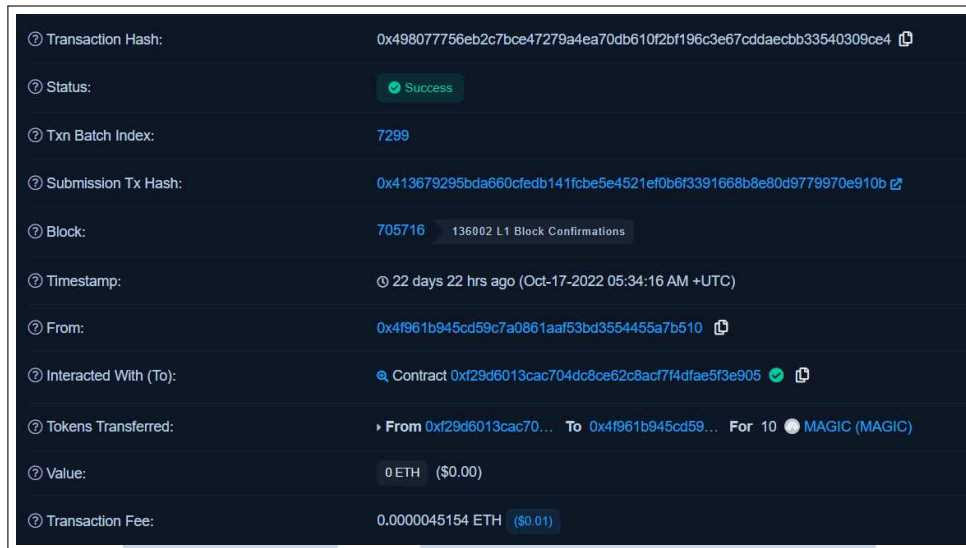 Transaction Hash: 0x498077756eb2c7bce47279a4ea70db610f2bf196c3e67cddaecbb33540309ce4
Status: Success
Txn Batch Index: 7299
Submission Tx Hash: 0x413679295bda660cfedb141fcbe5e4521ef0b6f3391668b8e80d9779970e910b
Block: 705716 136002 L1 Block Confirmations
Timestamp: 22 days 22 hrs ago (Oct-17-2022 05:34:16 AM +UTC)
From: 0x4f961b945cd59c7a0861aaf53bd3554455a7b510
Interacted With (To): Contract 0xf29d6013cac704dc8ce62c8acf7f4dfae5f3e905
Tokens Transferred: From 0xf29d6013cac70... To 0x4f961b945cd59... For 10 MAGIC (MAGIC)
Value: 0 ETH ($0.00)
Transaction Fee: 0.0000045154 ETH ($0.01)